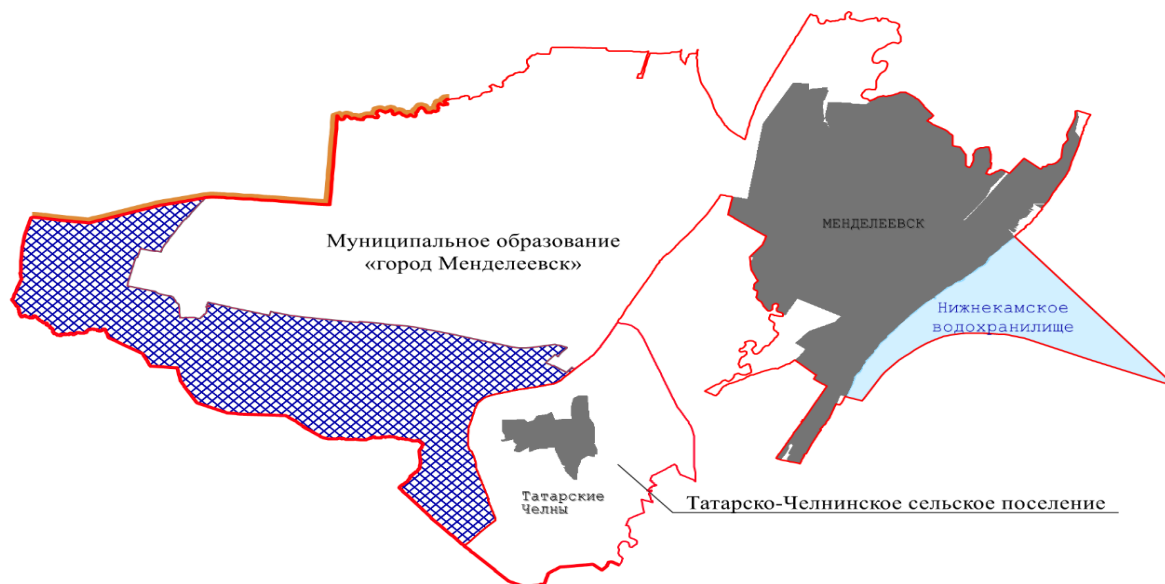 МЕНДЕЛЕЕВСК
Муниципальное образование
«город Менделеевск»
Нижнекамское
водохранилище
Татарские
Челны
Татарско-Челнинское сельское поселение